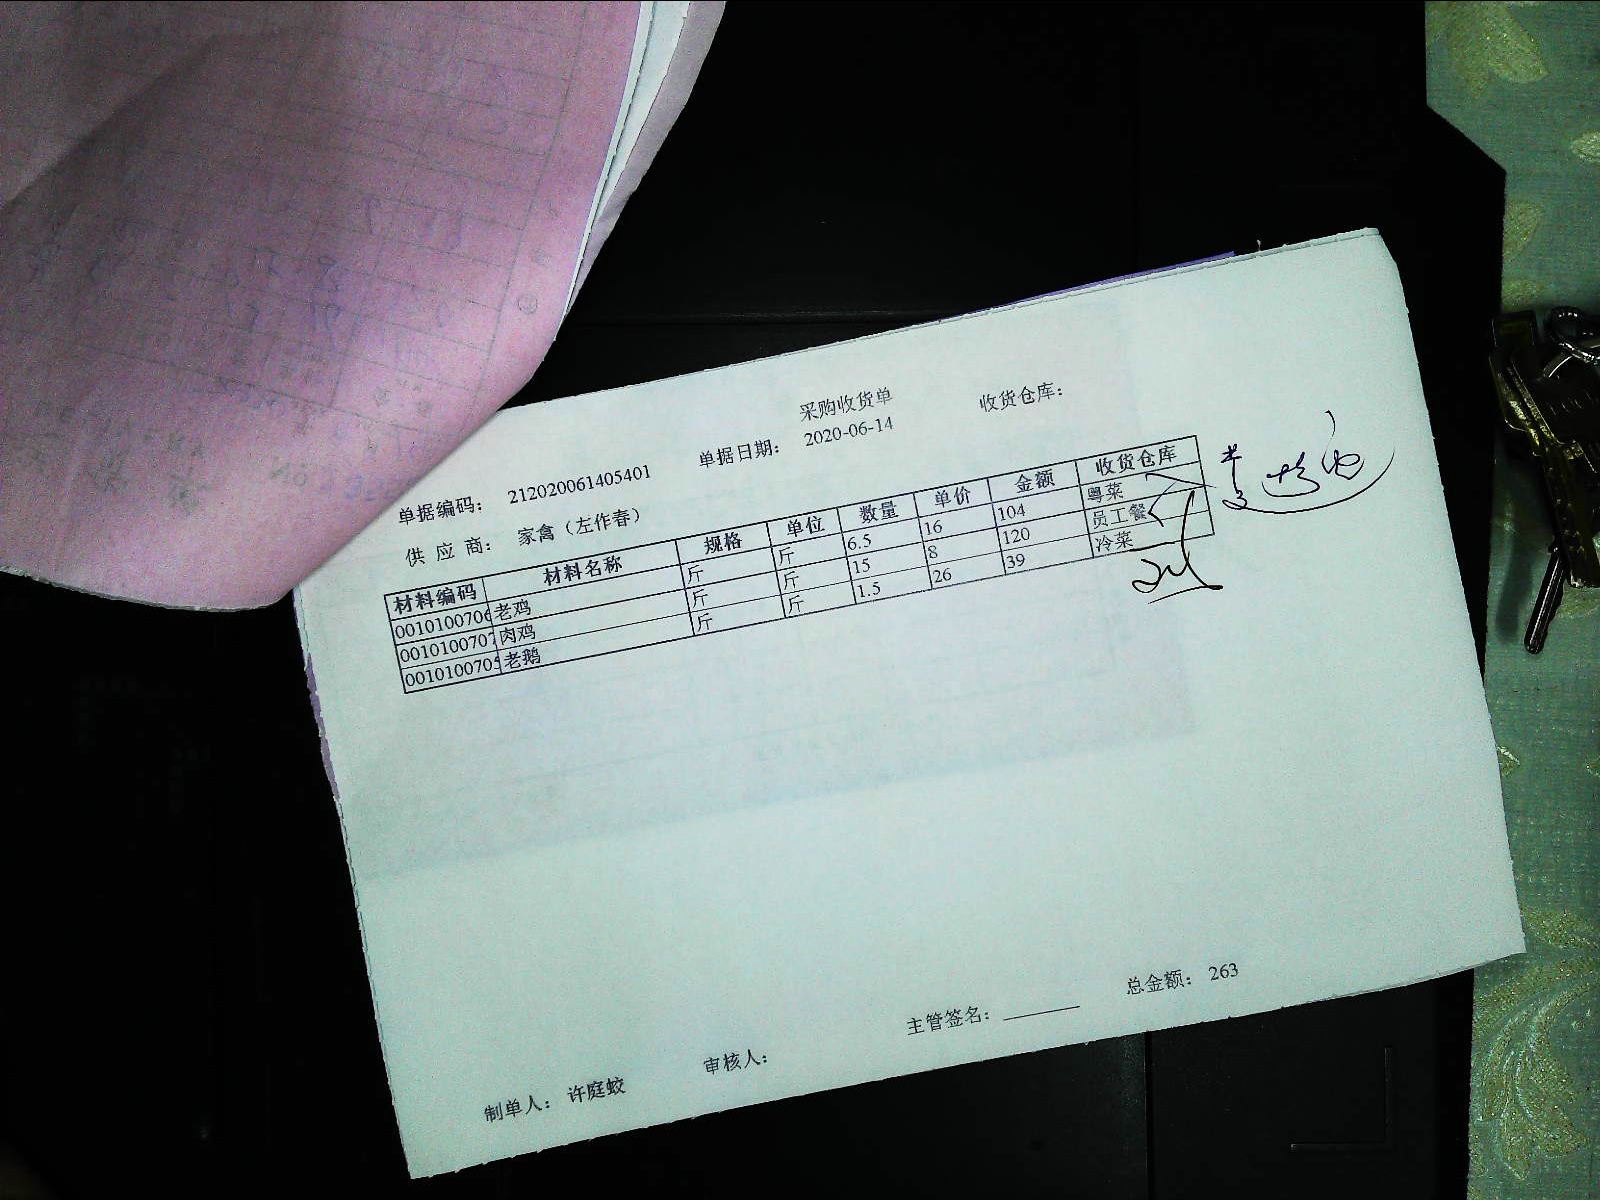 采购收货单
单据编码： 212020061405401 单据日期： 2020-06-14 收货仓库：
供 应 商： 家禽（左作春）
材料编码 材料名称 规格 单位 数量 单价 金额 收货仓库
0010100706 老鸡 斤 斤 6.5 16 104 粤菜
0010100707 肉鸡 斤 斤 15 8 120 员工餐
0010100705 老鹅 斤 斤 1.5 26 39 冷菜
制单人： 许庭蛟 审核人： 主管签名： 总金额： 263